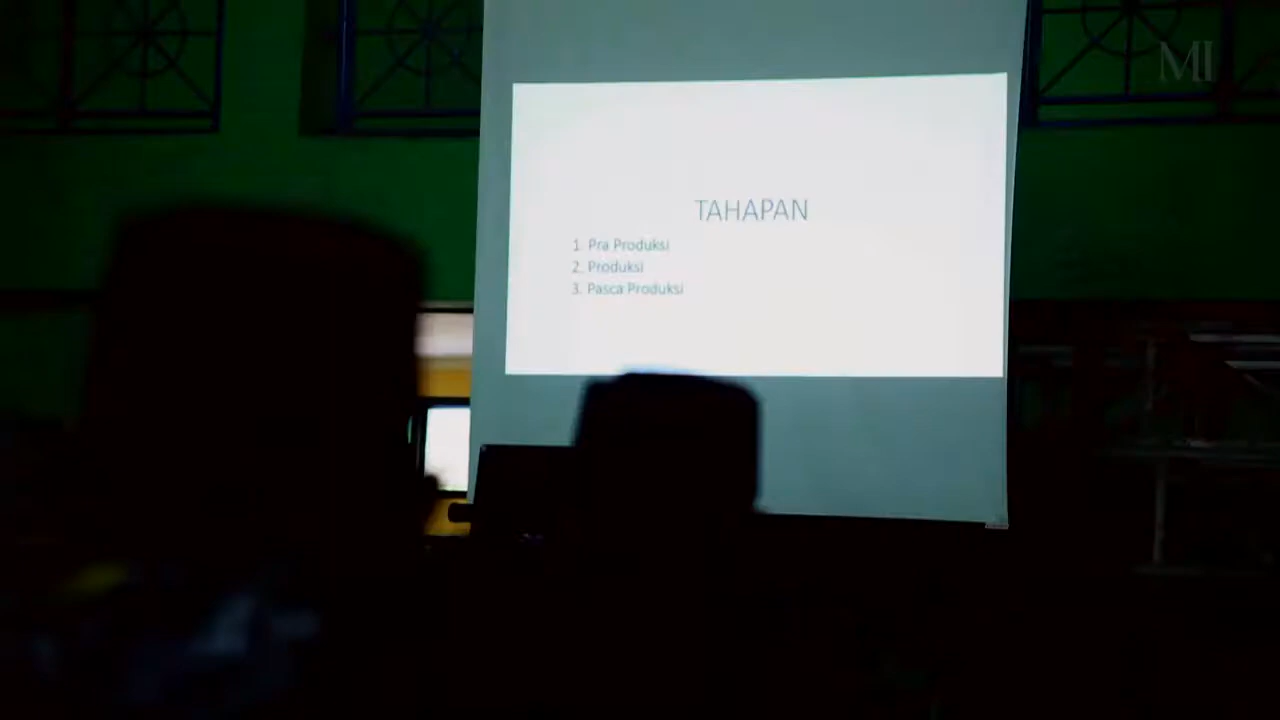 MI
TAHAPAN
1. Pra Produksi
2. Produksi
3. Pasca Produksi